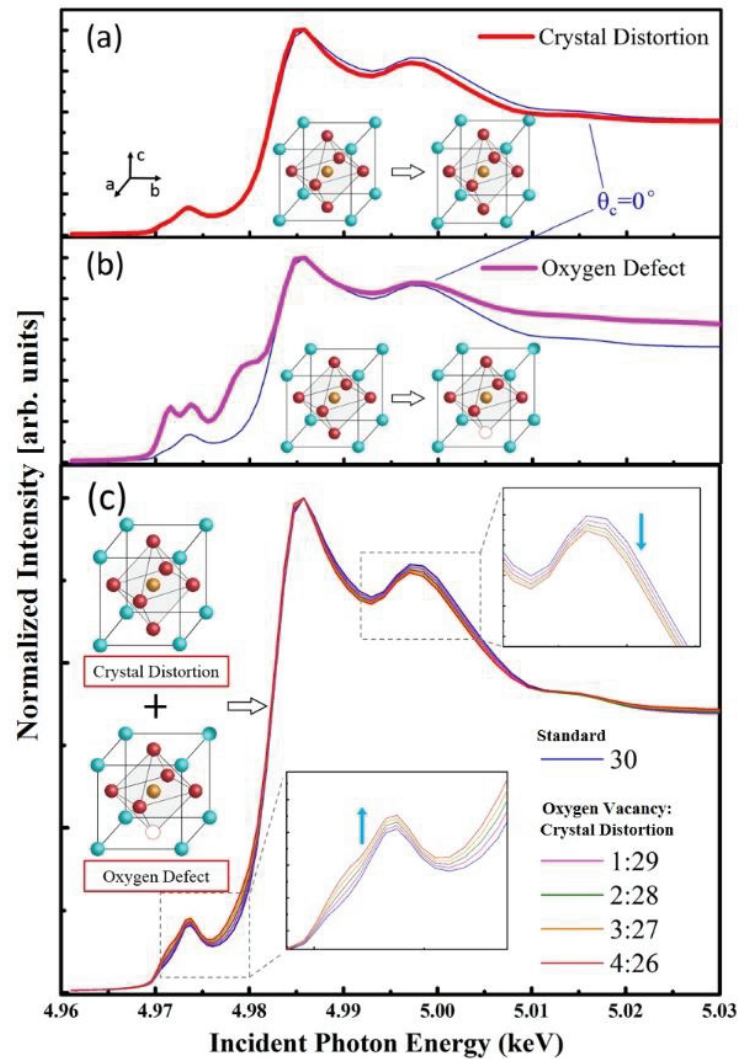 (a)
Crystal Distortion
c
a
b
θc=0°
(b)
Oxygen Defect
Normalized Intensity [arb. units]
(c)
Crystal Distortion
+
Oxygen Defect
Standard
30
Oxygen Vacancy:
Crystal Distortion
1:29
2:28
3:27
4:26
4.96
4.97
4.98
4.99
5.00
5.01
5.02
5.03
Incident Photon Energy (keV)